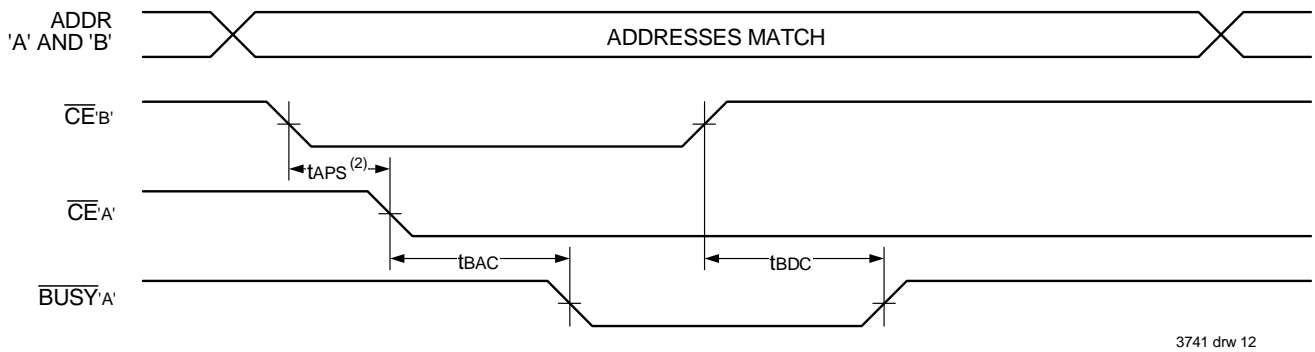 ADDR
'A' AND 'B'
ADDRESSES MATCH
CE'B'
tAPS (2)
CE'A'
tBAC
tBDC
BUSY'A'
3741 drw 12